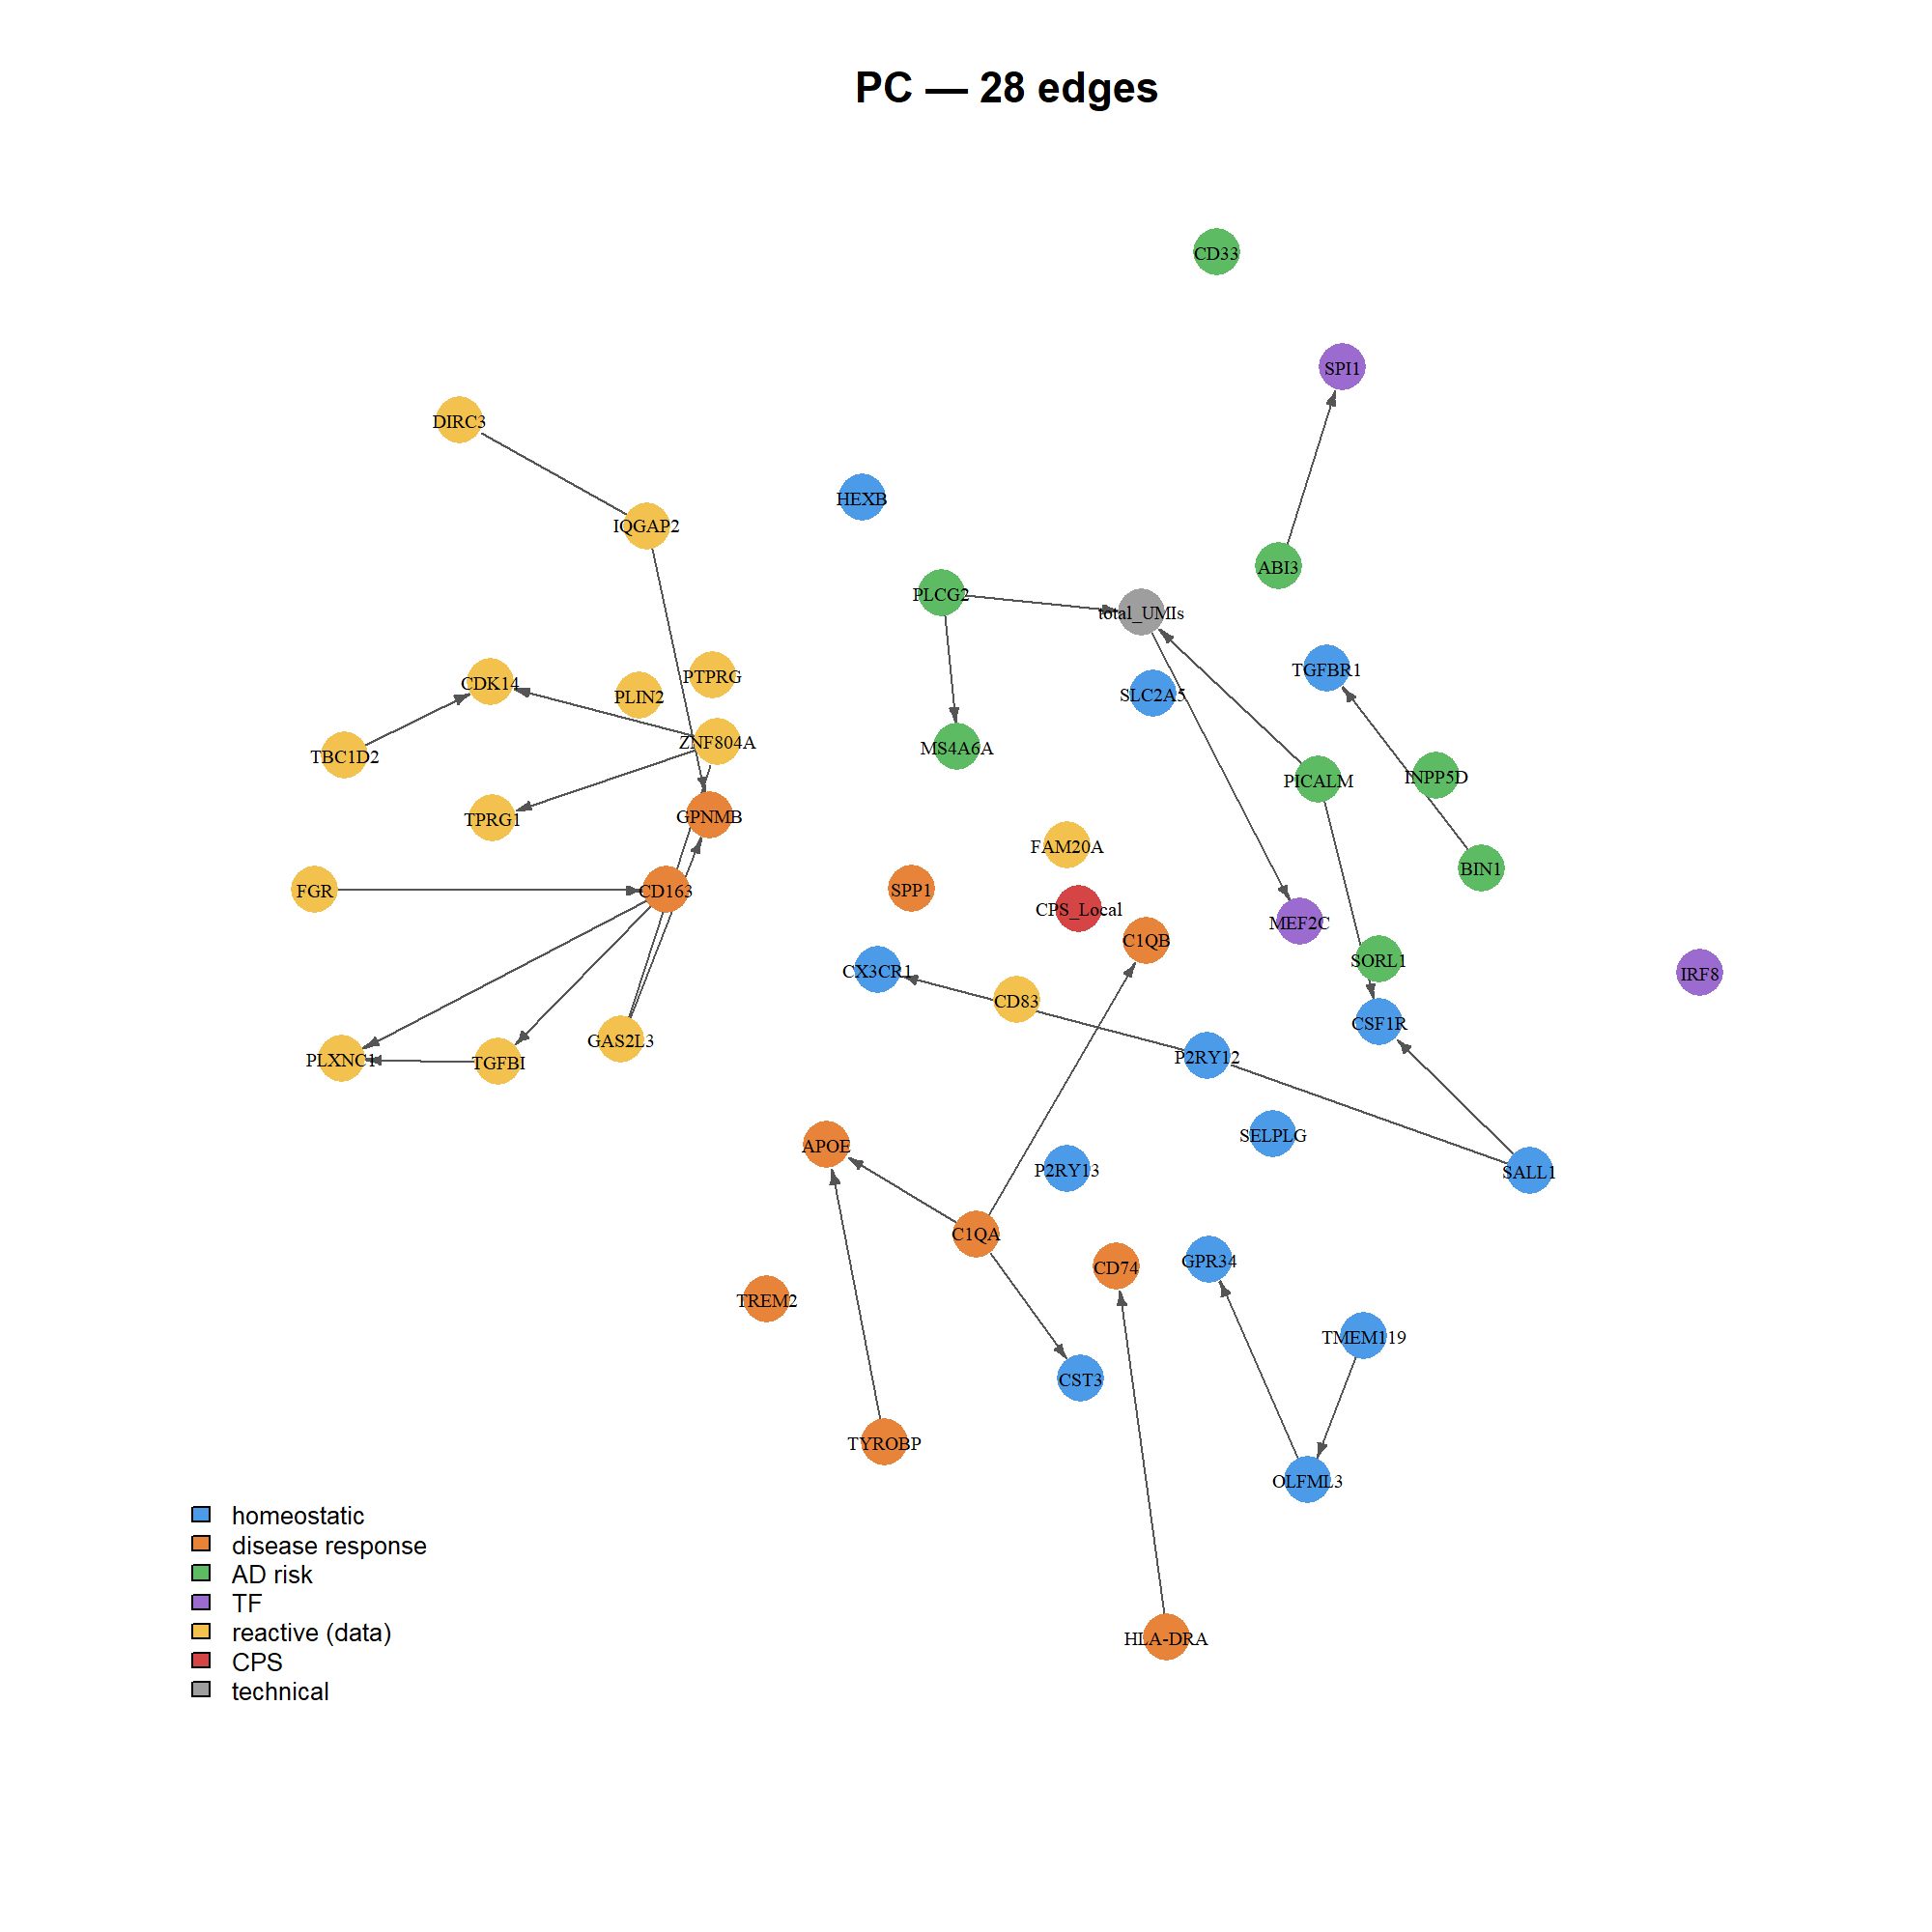 PC — 28 edges
CD33
SPI1
DIRC3
HEXB
IQGAP2
ABI3
PLCG2
total_UMIs
TGFBR1
PTPRG
CDK14
PLIN2
SLC2A5
ZNF804A
MS4A6A
TBC1D2
INPP5D
PICALM
GPNMB
TPRG1
FAM20A
BIN1
FGR
CD163
SPP1
CPS_Local
MEF2C
C1QB
SORL1
CX3CR1
IRF8
CD83
CSF1R
GAS2L3
PLXNC1
TGFBI
P2RY12
SELPLG
APOE
P2RY13
SALL1
C1QA
GPR34
CD74
TREM2
TMEM119
CST3
TYROBP
OLFML3
HLA-DRA
homeostatic
disease response
AD risk
TF
reactive (data)
CPS
technical